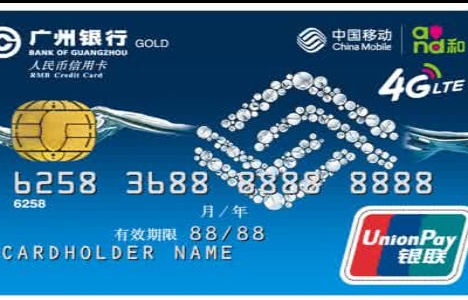 广州银行 GOLD
BANK OF GUANGZHOU
人民币信用卡
RMB Credit Card
中国移动
China Mobile
and和
4G LTE
6258 3688 8888 8888
6258
月/年
有效期限 88/88
CARDHOLDER NAME
UnionPay
银联